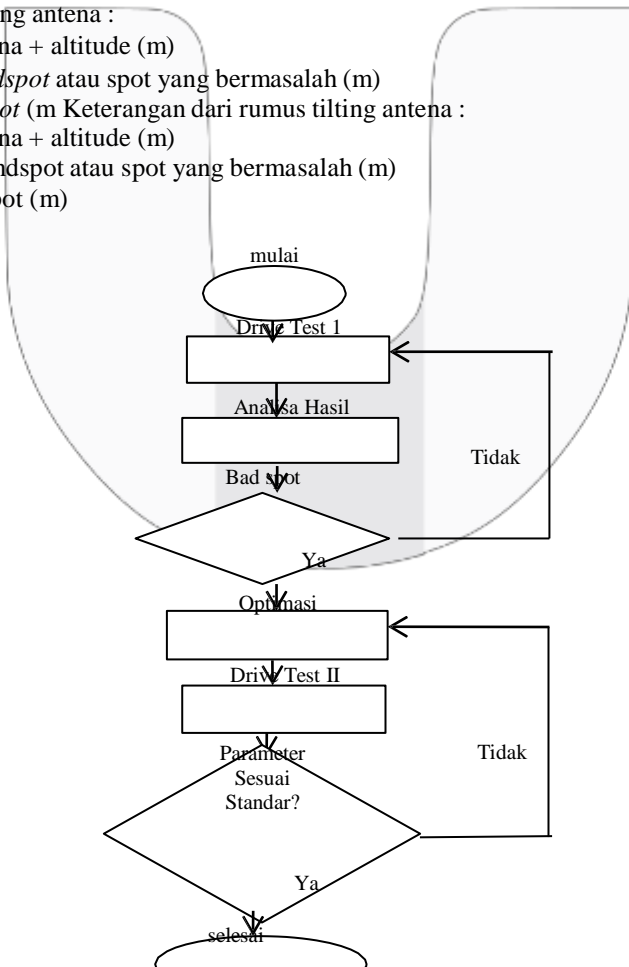 ng antena :
na + altitude (m)
dspot atau spot yang bermasalah (m)
ot (m Keterangan dari rumus tilting antena :
na + altitude (m)
ndspot atau spot yang bermasalah (m)
pot (m)
mulai
Drive Test 1
Analisa Hasil
Bad spot
Tidak
Ya
Optimasi
Drive Test II
Parameter
Sesuai
Standar?
Tidak
Ya
selesai